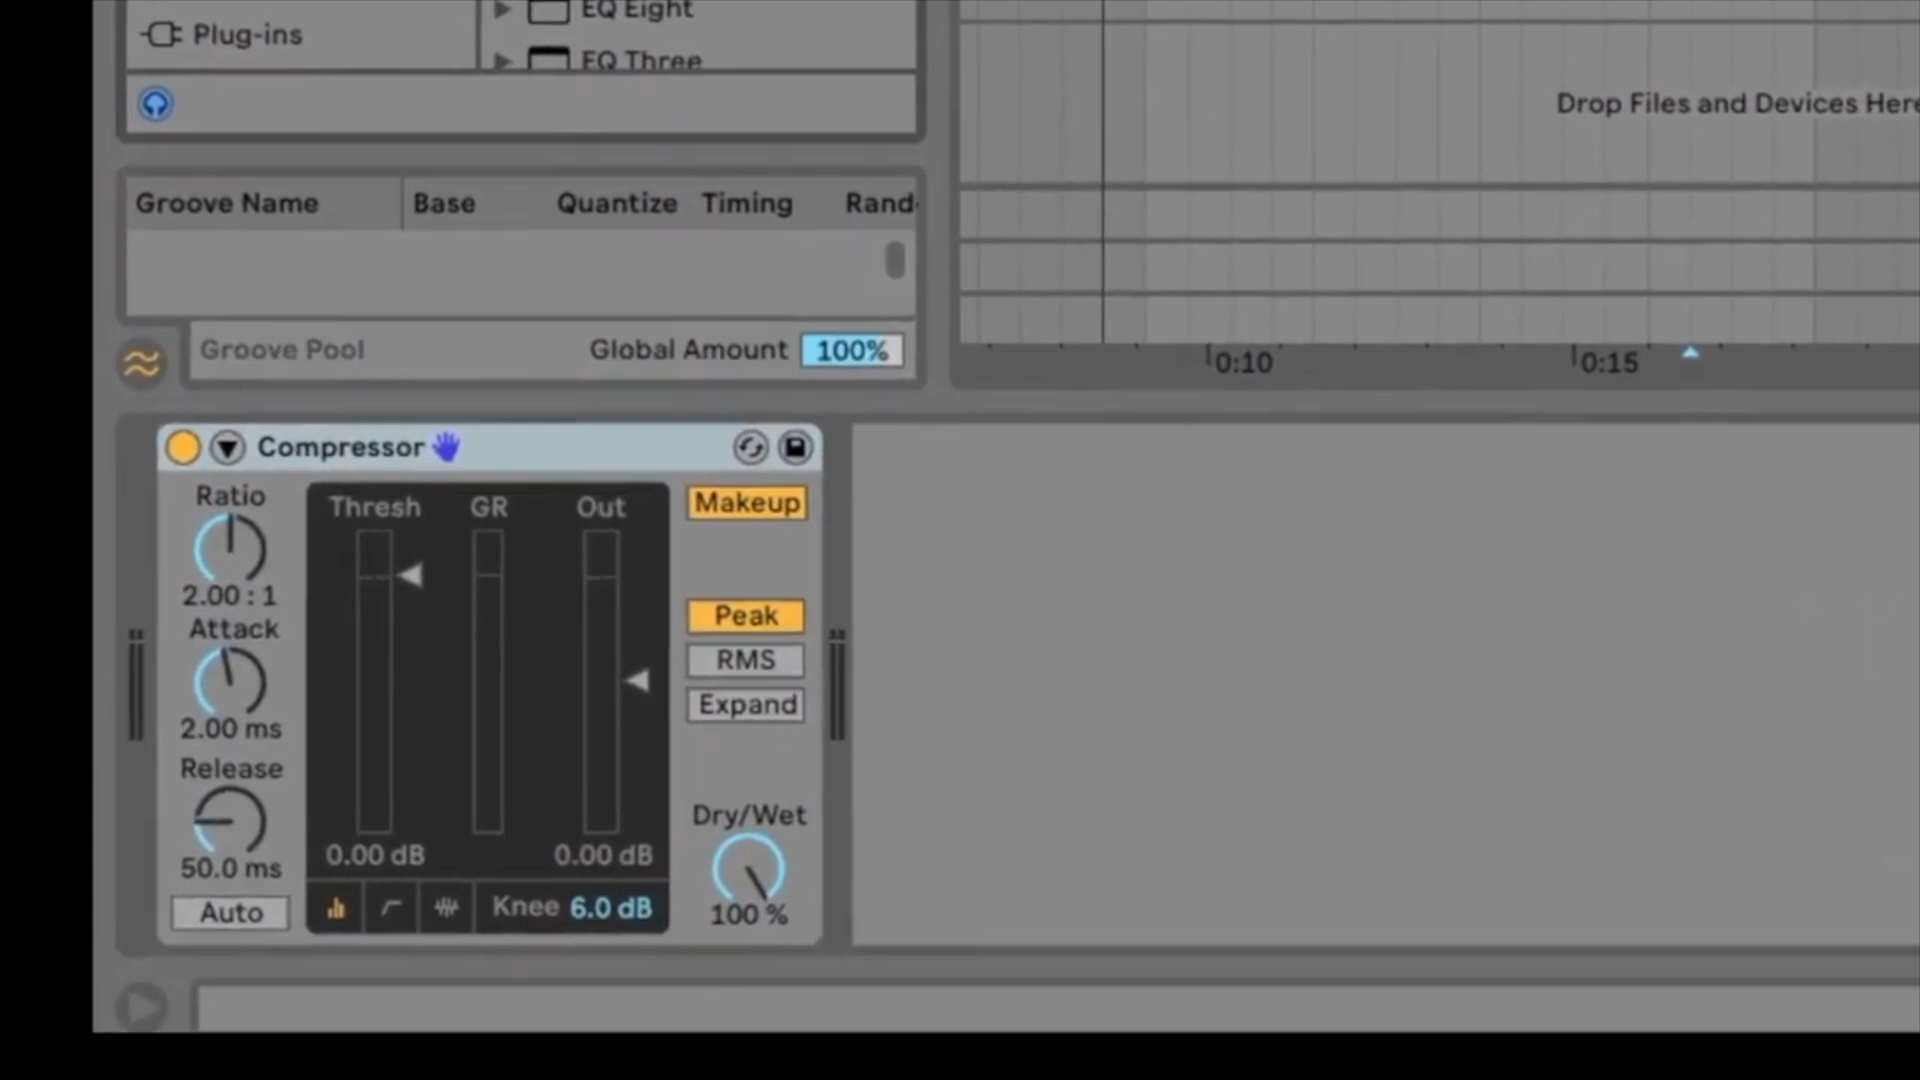 EQ Eight
Plug-ins
EQ Three
Drop Files and Devices Here
Groove Name Base Quantize Timing Rand
Groove Pool Global Amount 100%
0:10 0:15
Compressor
Ratio
2.00 : 1
Attack
2.00 ms
Release
50.0 ms
Auto
Thresh GR Out
0.00 dB 0.00 dB
Knee 6.0 dB
Makeup
Peak
RMS
Expand
Dry/Wet
100 %